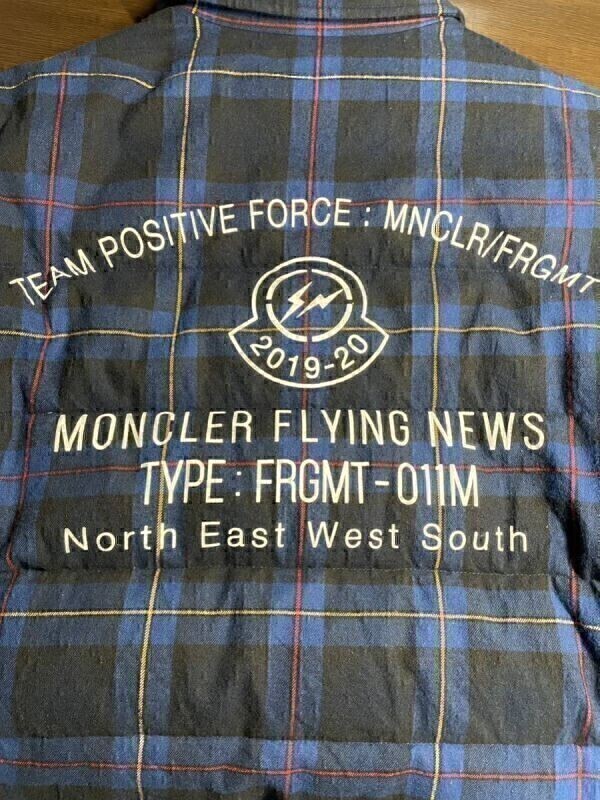 TEAM POSITIVE FORCE : MNCLR/FRGMT
2019-20
MONCLER FLYING NEWS
TYPE : FRGMT-011M
North East West South